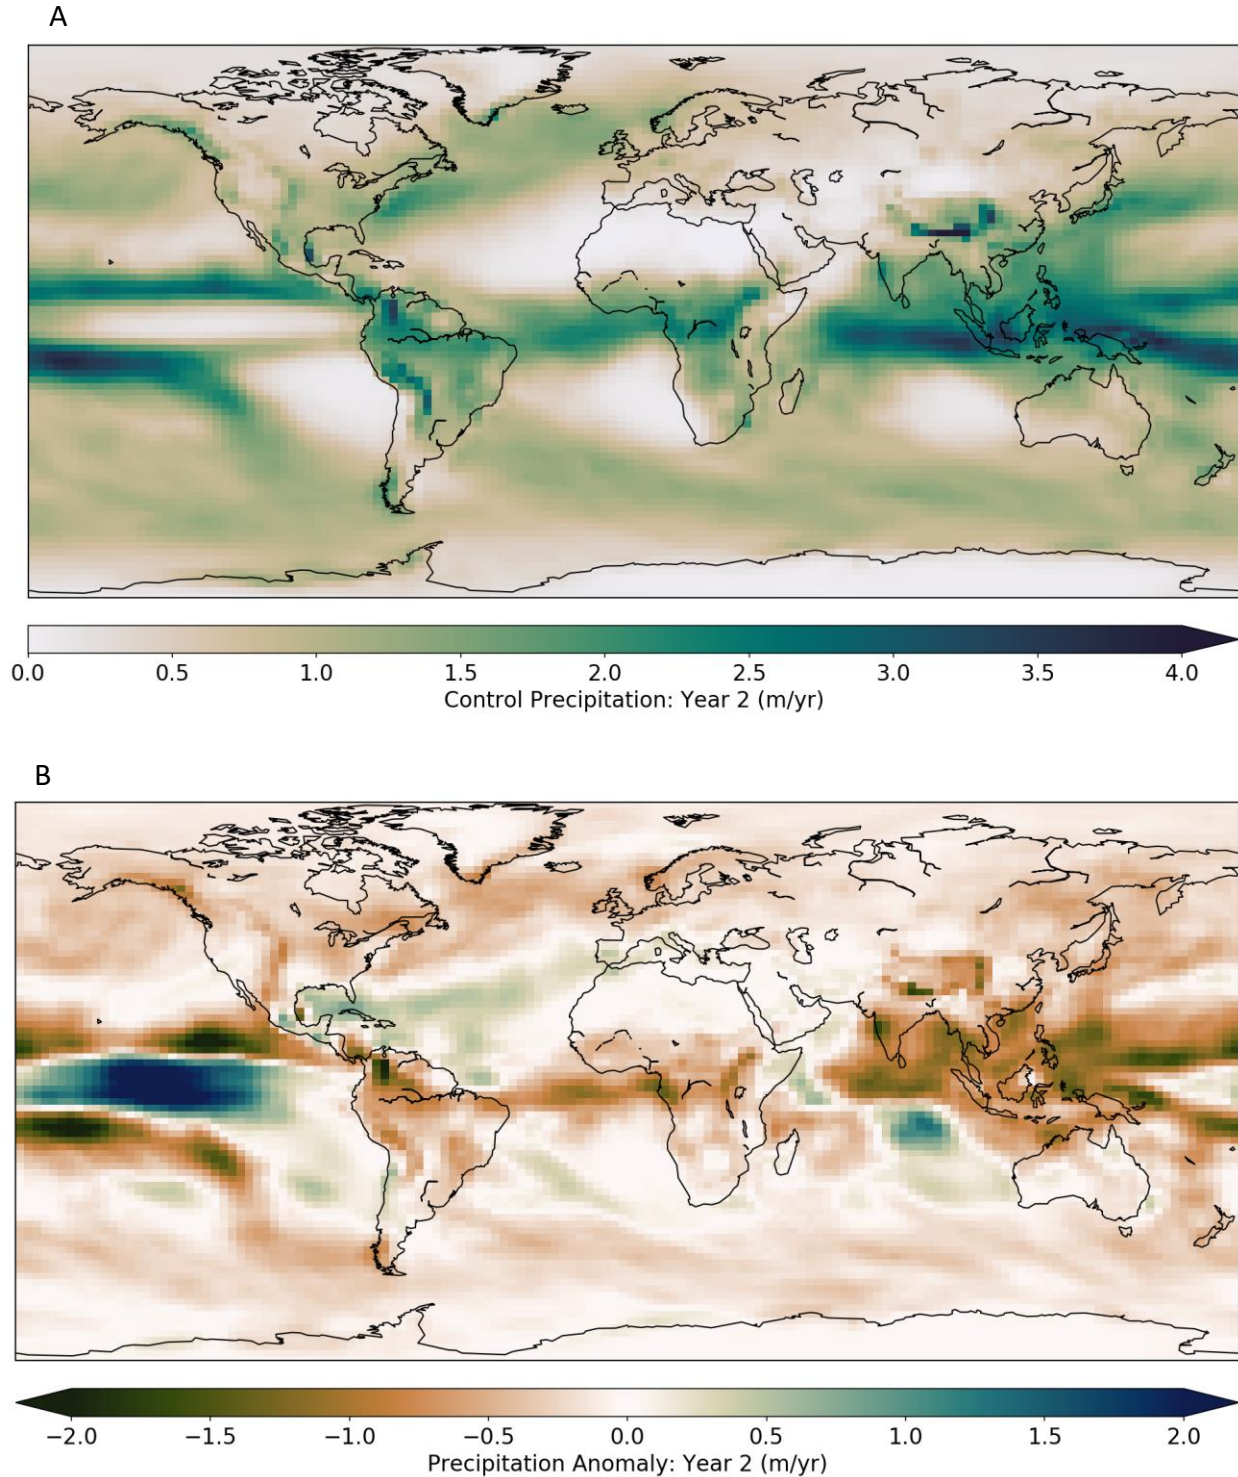 A
0.0 0.5 1.0 1.5 2.0 2.5 3.0 3.5 4.0
Control Precipitation: Year 2 (m/yr)
B
−2.0 −1.5 −1.0 −0.5 0.0 0.5 1.0 1.5 2.0
Precipitation Anomaly: Year 2 (m/yr)